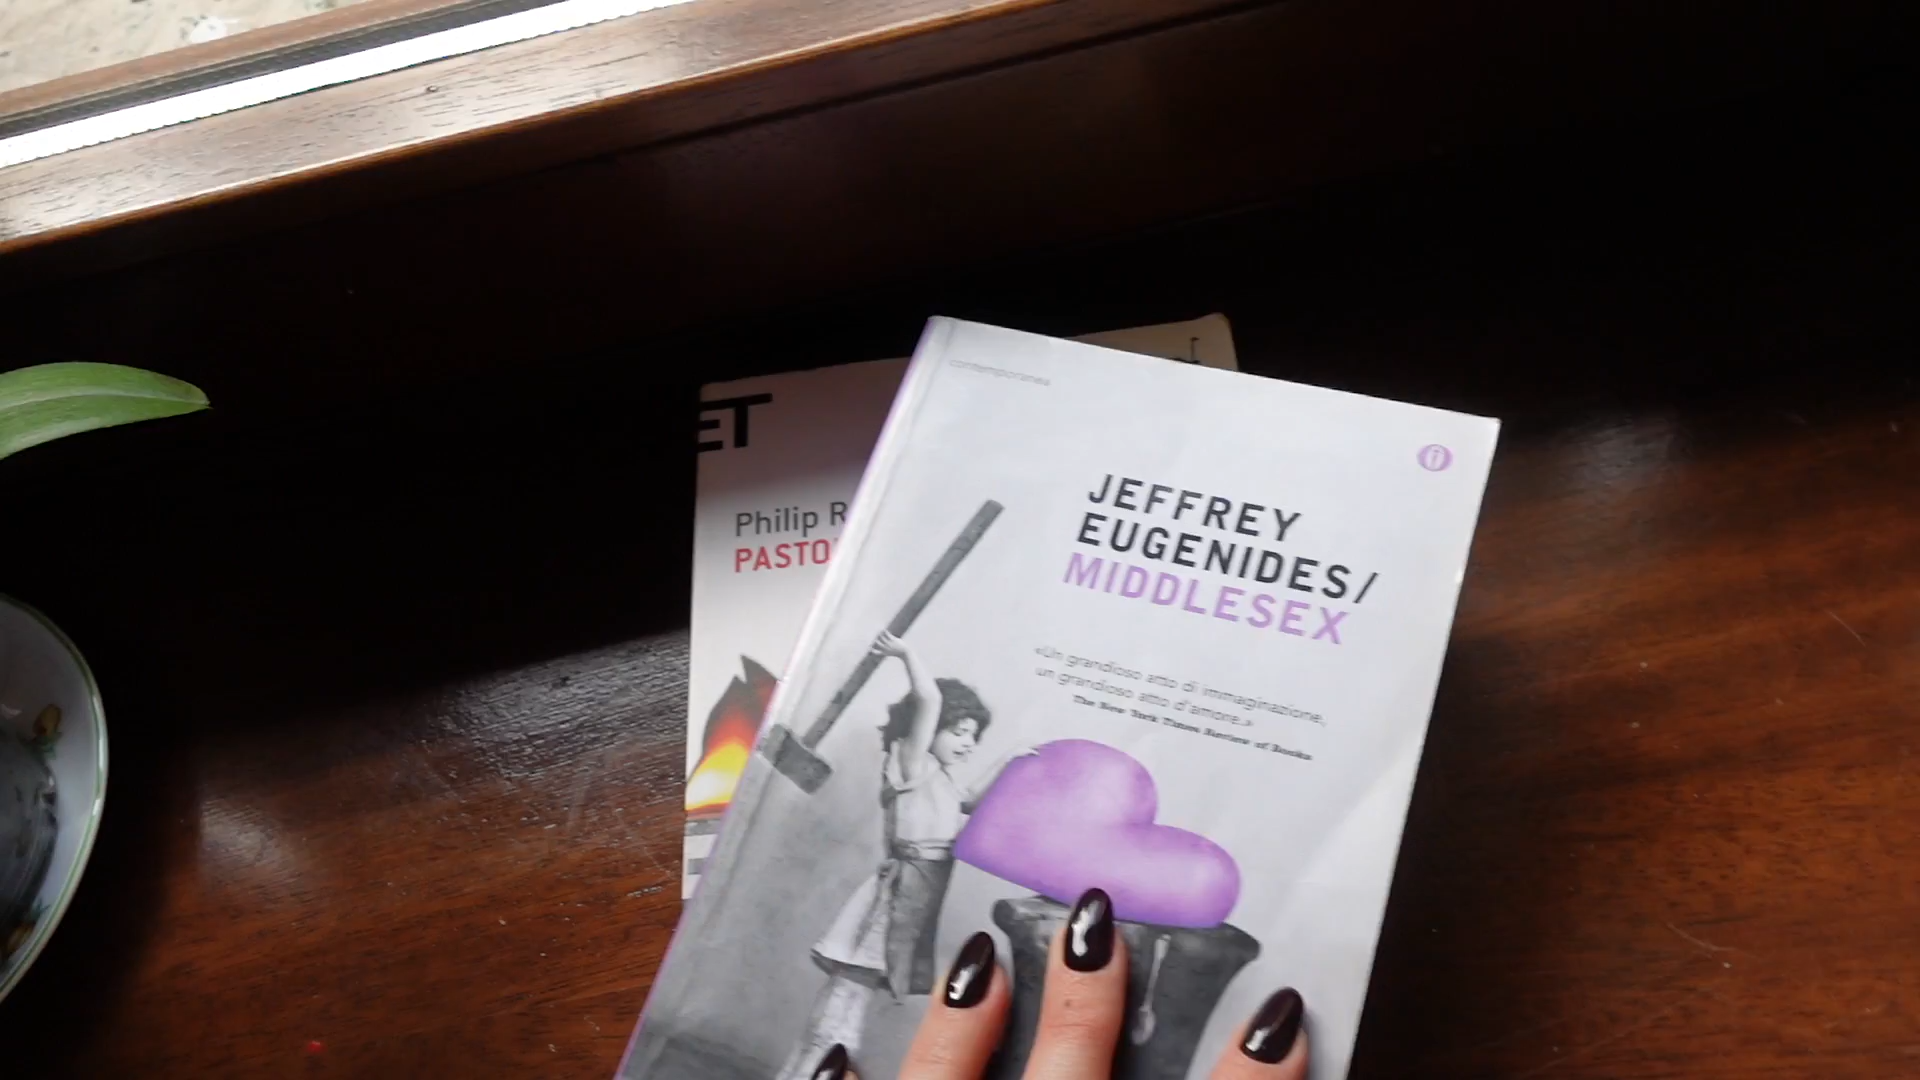 ET
Philip R
PASTO
contemporanea
JEFFREY
EUGENIDES/
MIDDLESEX
«Un grandioso atto di immaginazione,
un grandioso atto d'amore.»
The New York Times Review of Books